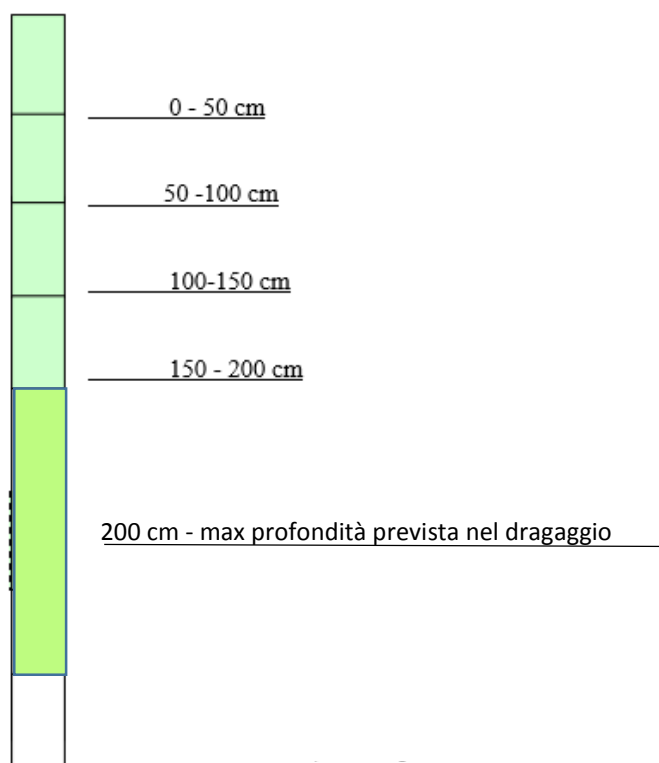 0 - 50 cm
50 -100 cm
100-150 cm
150 - 200 cm
200 cm - max profondità prevista nel dragaggio